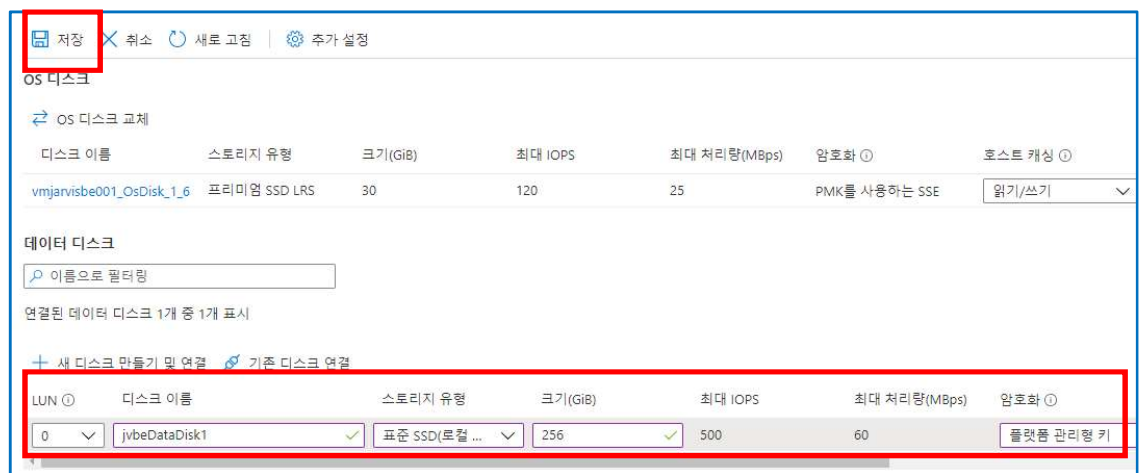 저장 취소 새로 고침 추가 설정
OS 디스크
OS 디스크 교체
디스크 이름 스토리지 유형 크기(GiB) 최대 IOPS 최대 처리량(MBps) 암호화 호스트 캐싱
vmjarvisbe001_OsDisk_1_6 프리미엄 SSD LRS 30 120 25 PMK를 사용하는 SSE 읽기/쓰기
데이터 디스크
이름으로 필터링
연결된 데이터 디스크 1개 중 1개 표시
새 디스크 만들기 및 연결 기존 디스크 연결
LUN 디스크 이름 스토리지 유형 크기(GiB) 최대 IOPS 최대 처리량(MBps) 암호화
0 jvbeDataDisk1 표준 SSD(로컬 ... 256 500 60 플랫폼 관리형 키